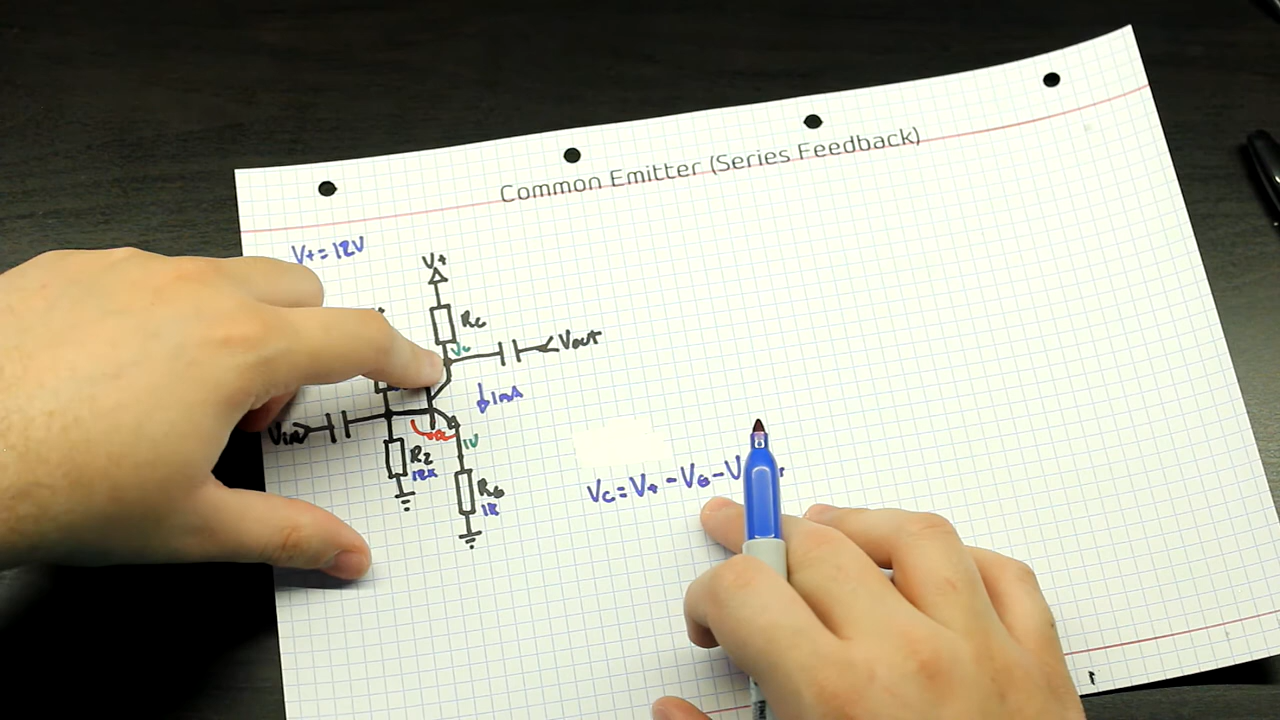 Common Emitter (Series Feedback)
V+ = 12V
V+
Rc
Vc
Vout
1mA
Vin
1V
R2
12K
RE
1K
Vc = V+ - VE - V